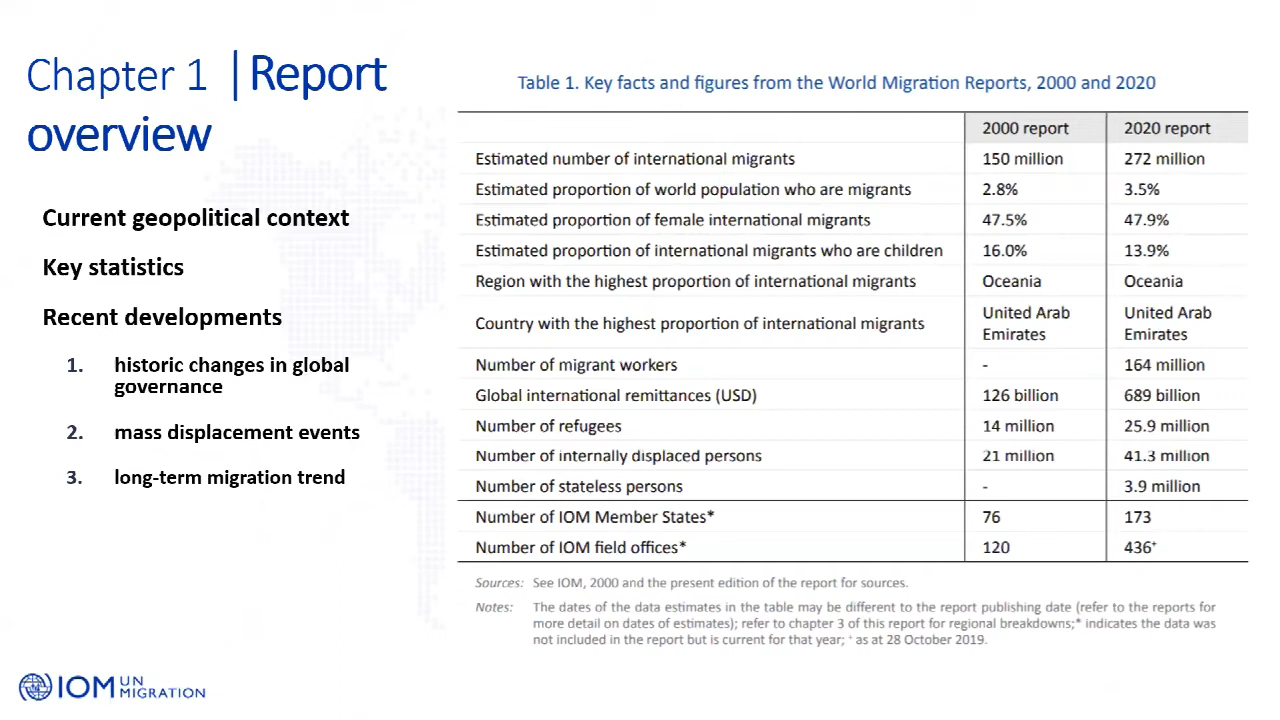 Chapter 1 | Report
overview
Current geopolitical context
Key statistics
Recent developments
1. historic changes in global
governance
2. mass displacement events
3. long-term migration trend
IOM UN
MIGRATION
Table 1. Key facts and figures from the World Migration Reports, 2000 and 2020
2000 report 2020 report
Estimated number of international migrants 150 million 272 million
Estimated proportion of world population who are migrants 2.8% 3.5%
Estimated proportion of female international migrants 47.5% 47.9%
Estimated proportion of international migrants who are children 16.0% 13.9%
Region with the highest proportion of international migrants Oceania Oceania
Country with the highest proportion of international migrants United Arab Emirates United Arab Emirates
Number of migrant workers - 164 million
Global international remittances (USD) 126 billion 689 billion
Number of refugees 14 million 25.9 million
Number of internally displaced persons 21 million 41.3 million
Number of stateless persons - 3.9 million
Number of IOM Member States* 76 173
Number of IOM field offices* 120 436⁺
Sources: See IOM, 2000 and the present edition of the report for sources.
Notes: The dates of the data estimates in the table may be different to the report publishing date (refer to the reports for
more detail on dates of estimates); refer to chapter 3 of this report for regional breakdowns;* indicates the data was
not included in the report but is current for that year; ⁺ as at 28 October 2019.